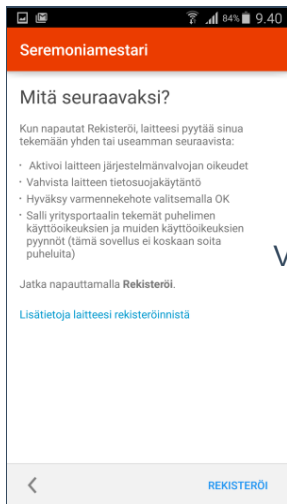 84% 9.40
Seremoniamestari
Mitä seuraavaksi?
Kun napautat Rekisteröi, laitteesi pyytää sinua
tekemään yhden tai useamman seuraavista:
· Aktivoi laitteen järjestelmänvalvojan oikeudet
· Vahvista laitteen tietosuojakäytäntö
· Hyväksy varmennekehote valitsemalla OK
· Salli yritysportaalin tekemät puhelimen
käyttöoikeuksien ja muiden käyttöoikeuksien
pyynnöt (tämä sovellus ei koskaan soita
puheluita)
V
Jatka napauttamalla Rekisteröi.
Lisätietoja laitteesi rekisteröinnistä
REKISTERÖI